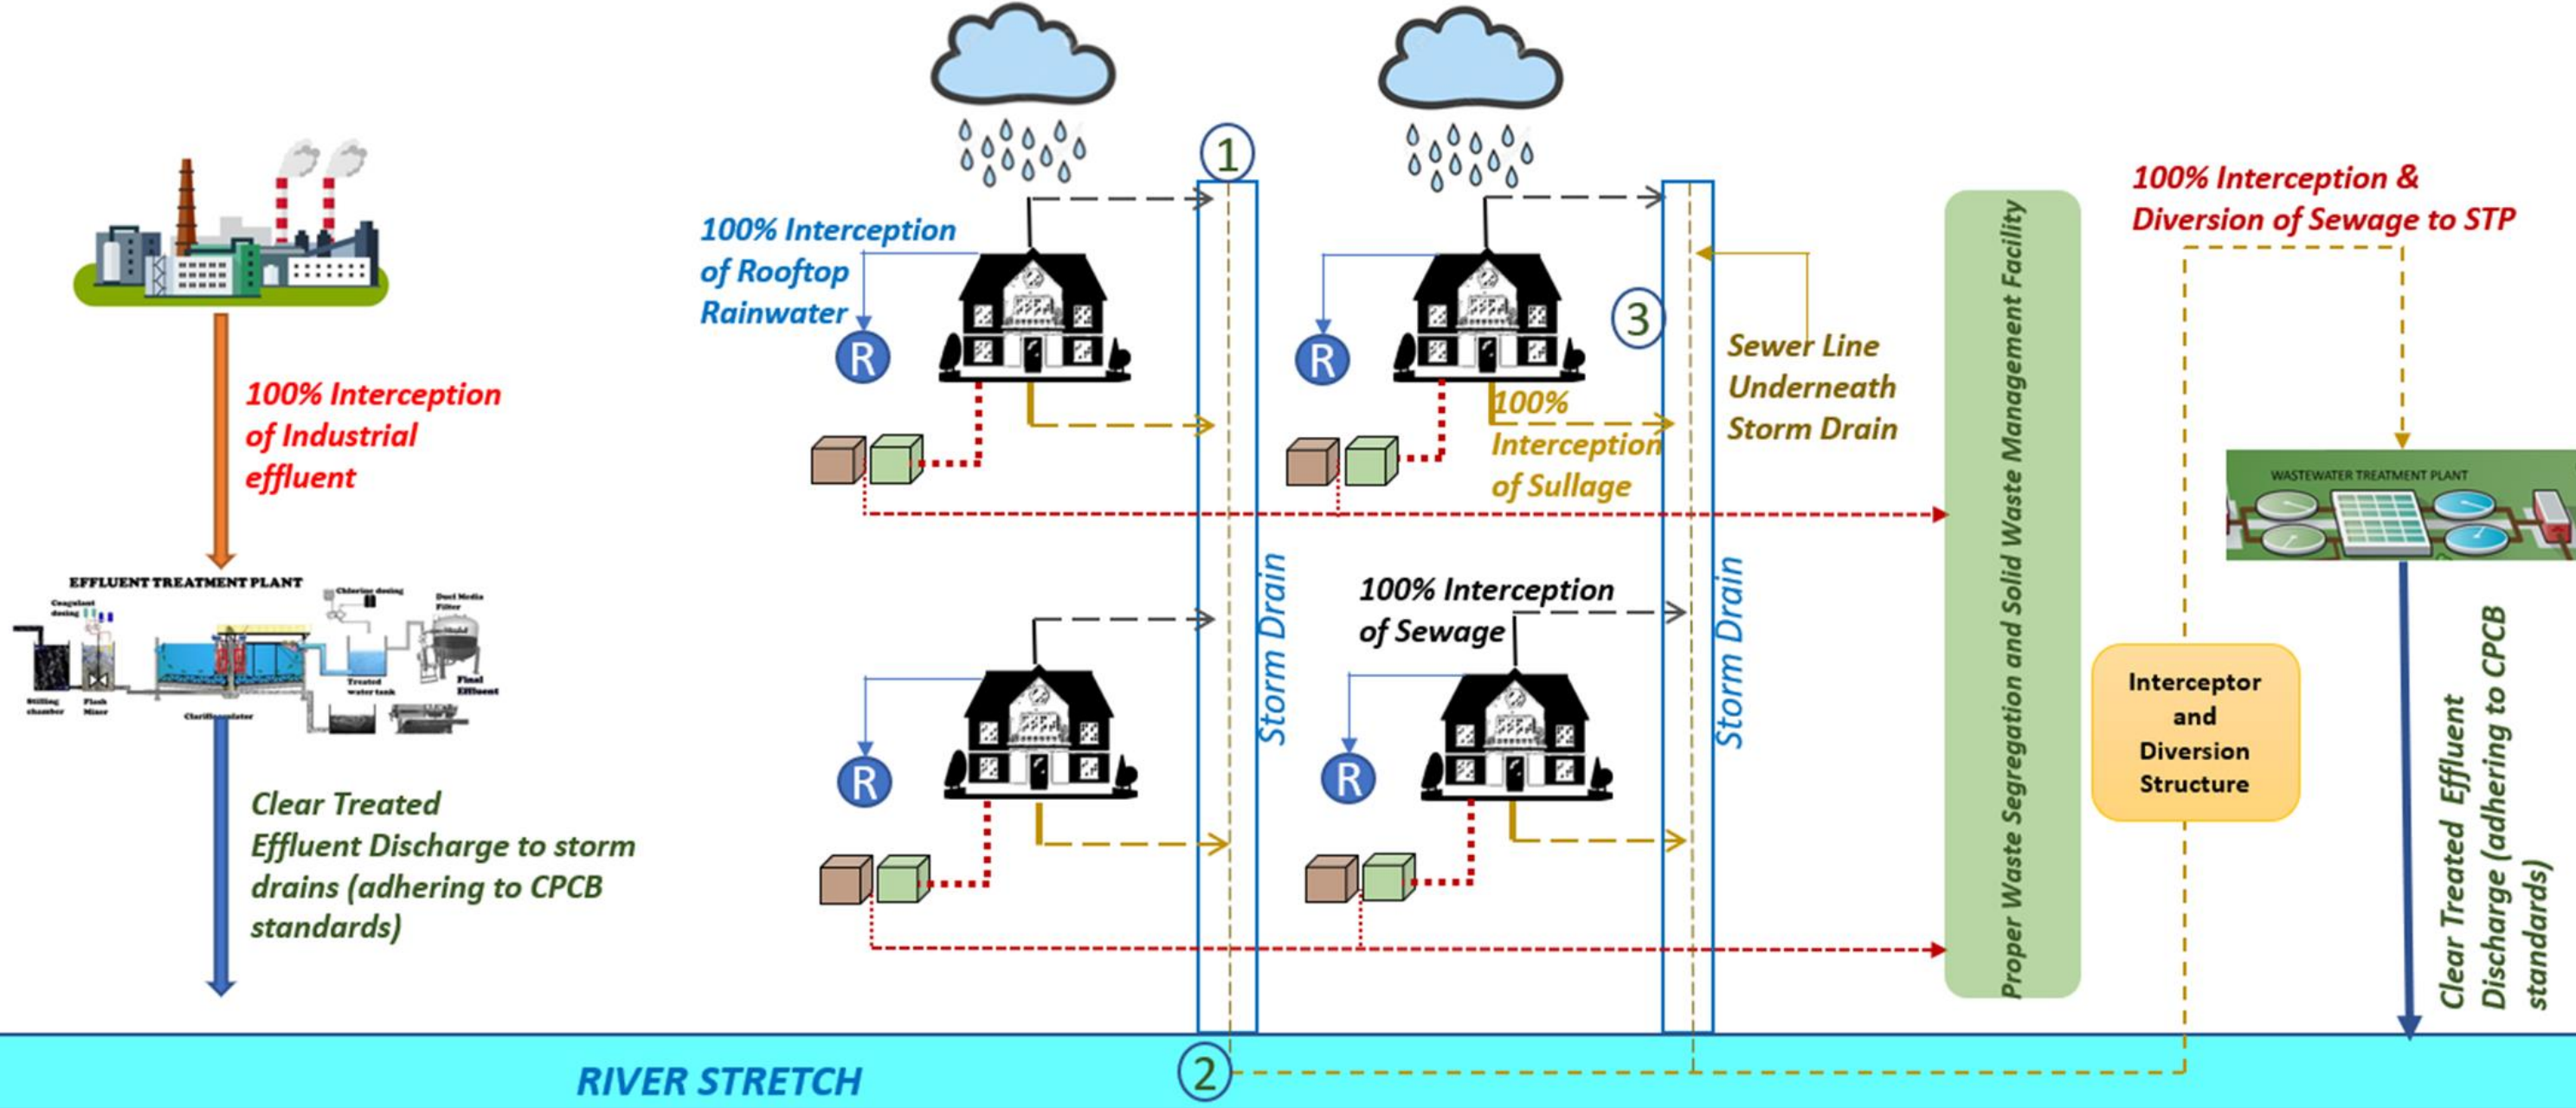 1
100% Interception
of Rooftop
Rainwater
R
R
3
100% Interception &
Diversion of Sewage to STP
Sewer Line
Underneath
Storm Drain
100%
Interception
of Sullage
100% Interception
of Industrial
effluent
Proper Waste Segregation and Solid Waste Management Facility
WASTEWATER TREATMENT PLANT
EFFLUENT TREATMENT PLANT
Coagulant
dosing
Chlorine dosing
Duel Media
Filter
Stilling
chamber
Flash
Mixer
Clariflocculator
Treated
water tank
Final
Effluent
Storm Drain
100% Interception
of Sewage
Storm Drain
R
R
Interceptor
and
Diversion
Structure
Clear Treated
Effluent Discharge to storm
drains (adhering to CPCB
standards)
Clear Treated Effluent
Discharge (adhering to CPCB
standards)
RIVER STRETCH
2